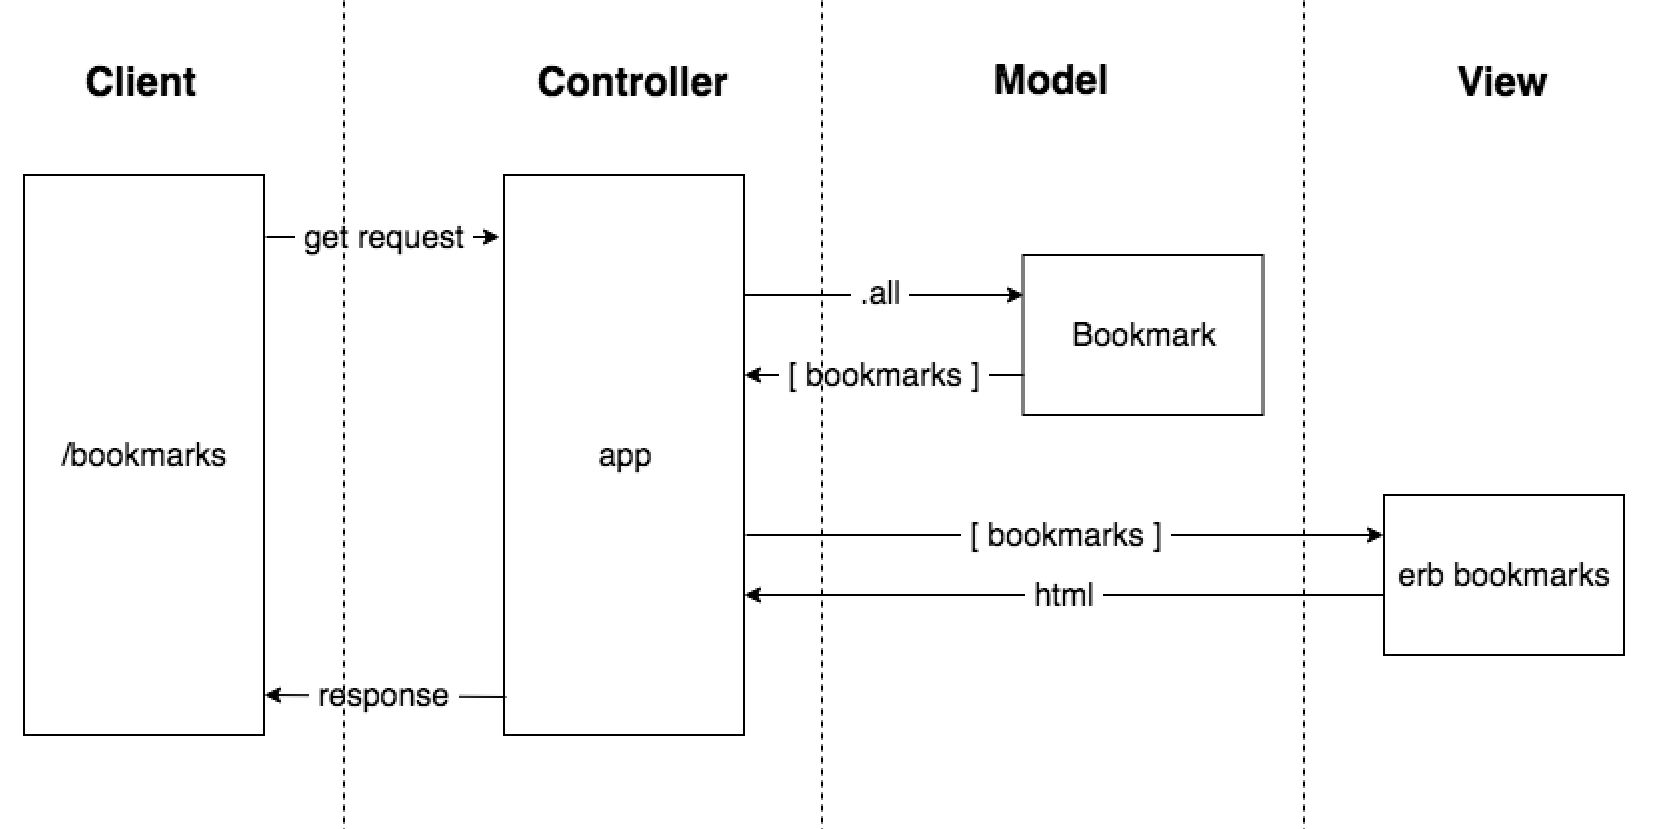 Client
Controller
Model
View
get request
.all
Bookmark
[ bookmarks ]
/bookmarks
app
[ bookmarks ]
erb bookmarks
html
response